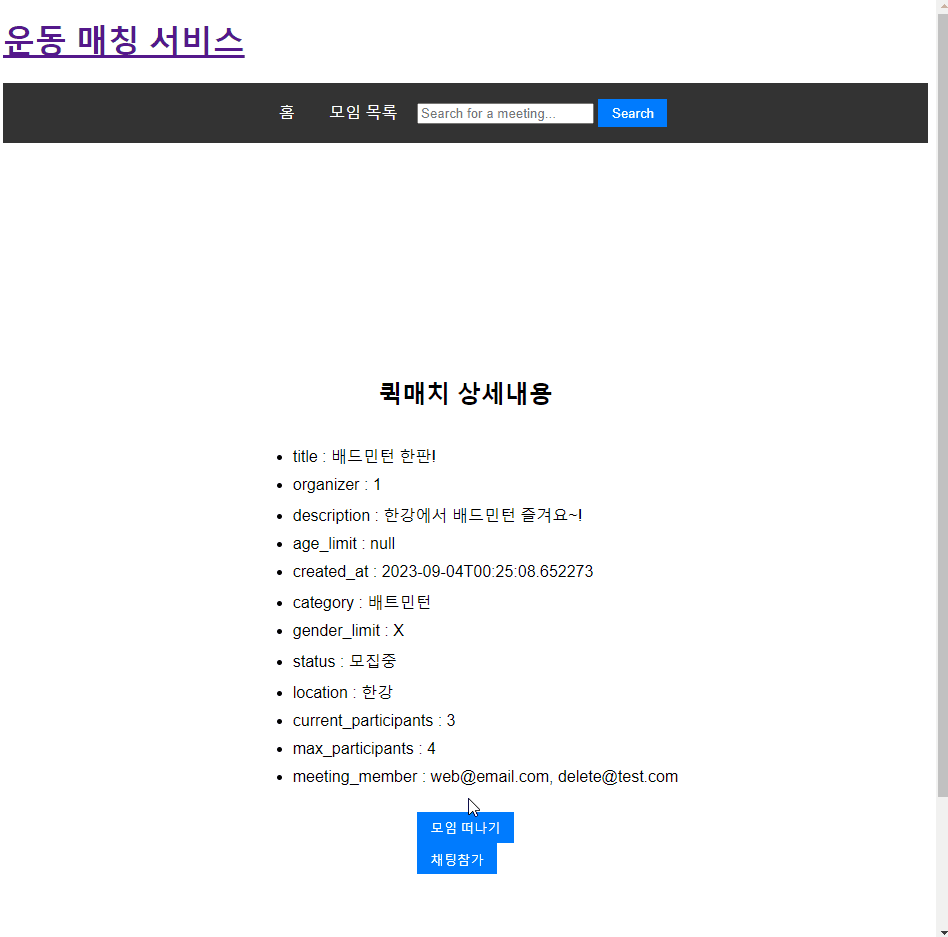 운동 매칭 서비스
홈 모임 목록 Search for a meeting... Search
퀵매치 상세내용
• title : 배드민턴 한판!
• organizer : 1
• description : 한강에서 배드민턴 즐겨요~!
• age_limit : null
• created_at : 2023-09-04T00:25:08.652273
• category : 배트민턴
• gender_limit : X
• status : 모집중
• location : 한강
• current_participants : 3
• max_participants : 4
• meeting_member : web@email.com, delete@test.com
모임 떠나기
채팅참가